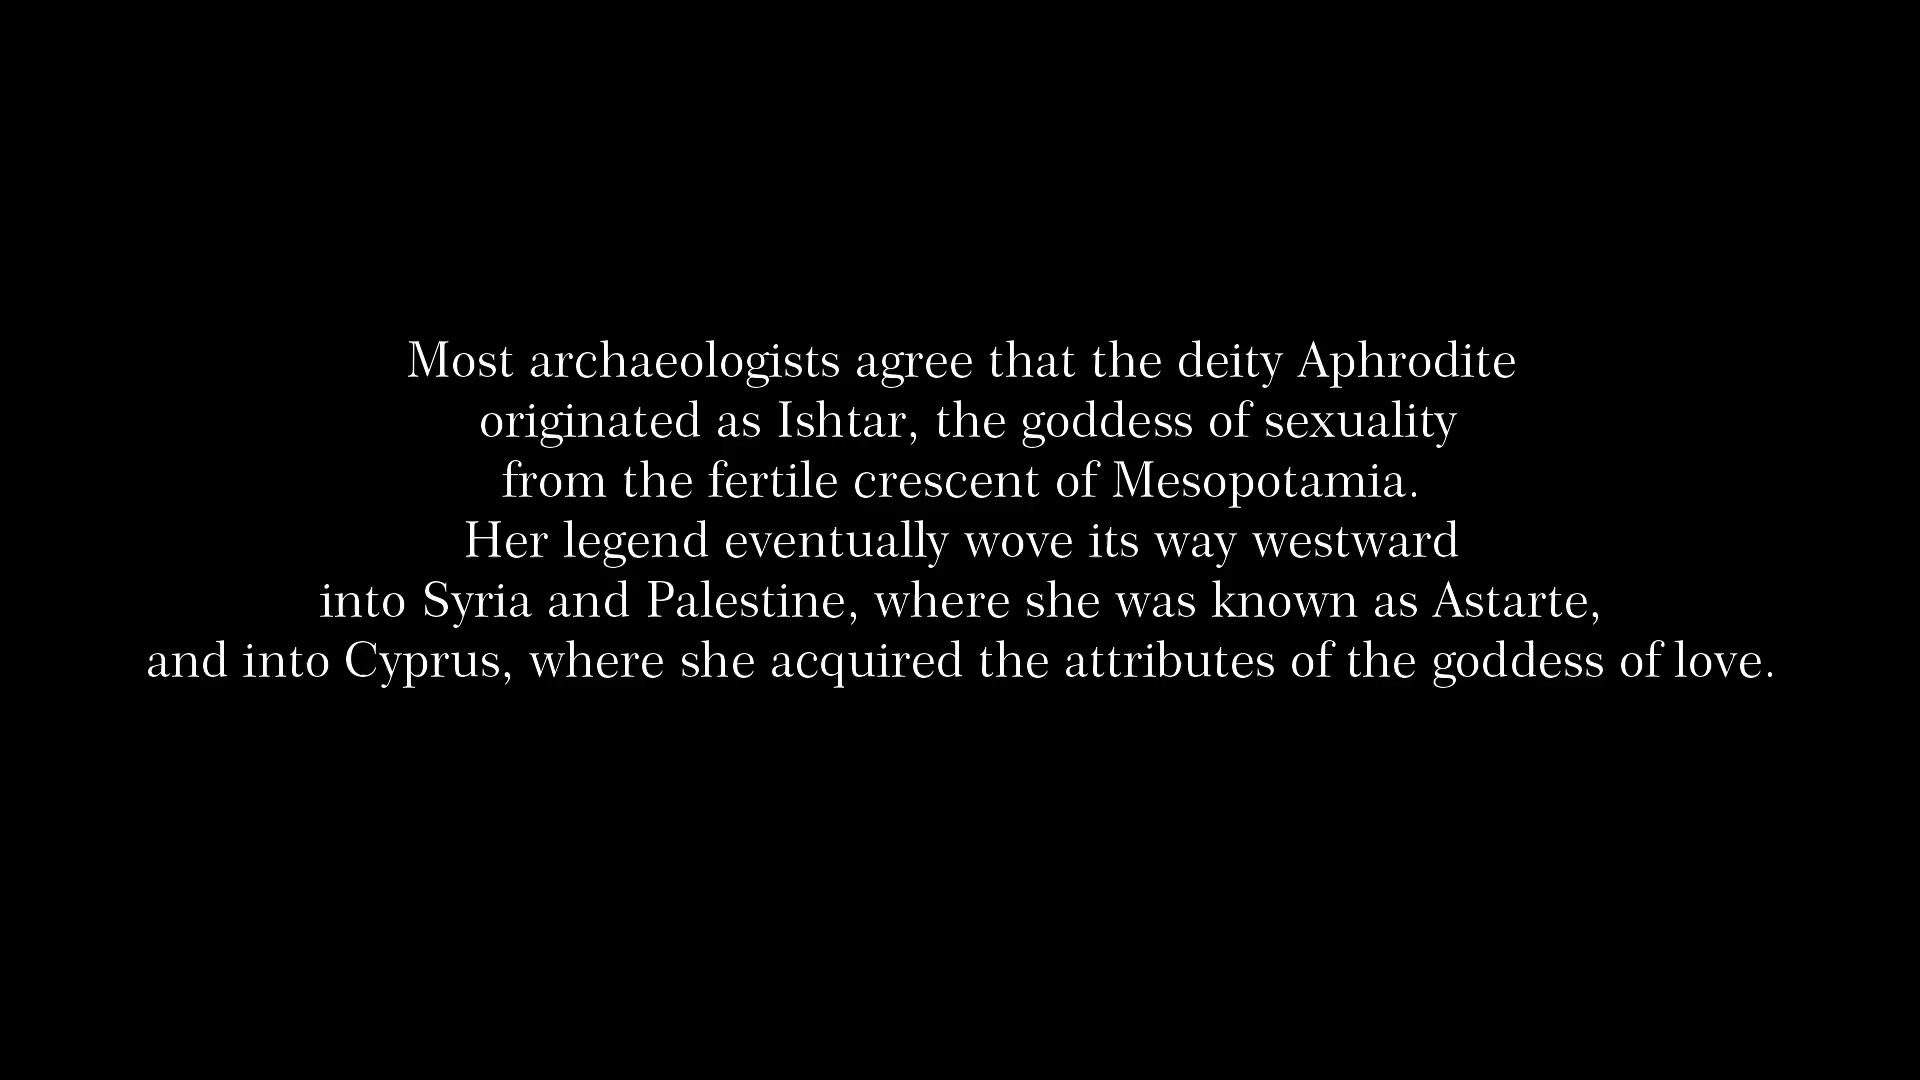 Most archaeologists agree that the deity Aphrodite
originated as Ishtar, the goddess of sexuality
from the fertile crescent of Mesopotamia.
Her legend eventually wove its way westward
into Syria and Palestine, where she was known as Astarte,
and into Cyprus, where she acquired the attributes of the goddess of love.